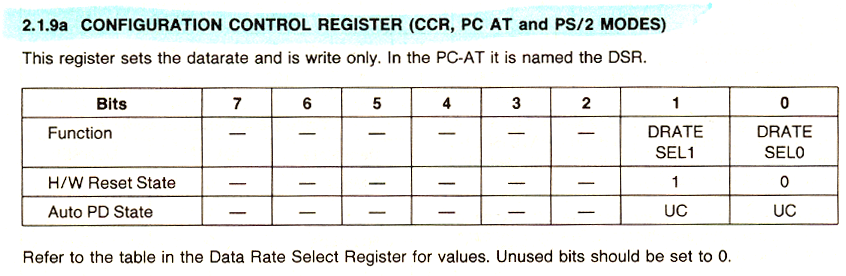 2.1.9a CONFIGURATION CONTROL REGISTER (CCR, PC AT and PS/2 MODES)
This register sets the datarate and is write only. In the PC-AT it is named the DSR.
Bits 7 6 5 4 3 2 1 0
Function — — — — — — DRATE SEL1 DRATE SEL0
H/W Reset State — — — — — — 1 0
Auto PD State — — — — — — UC UC
Refer to the table in the Data Rate Select Register for values. Unused bits should be set to 0.